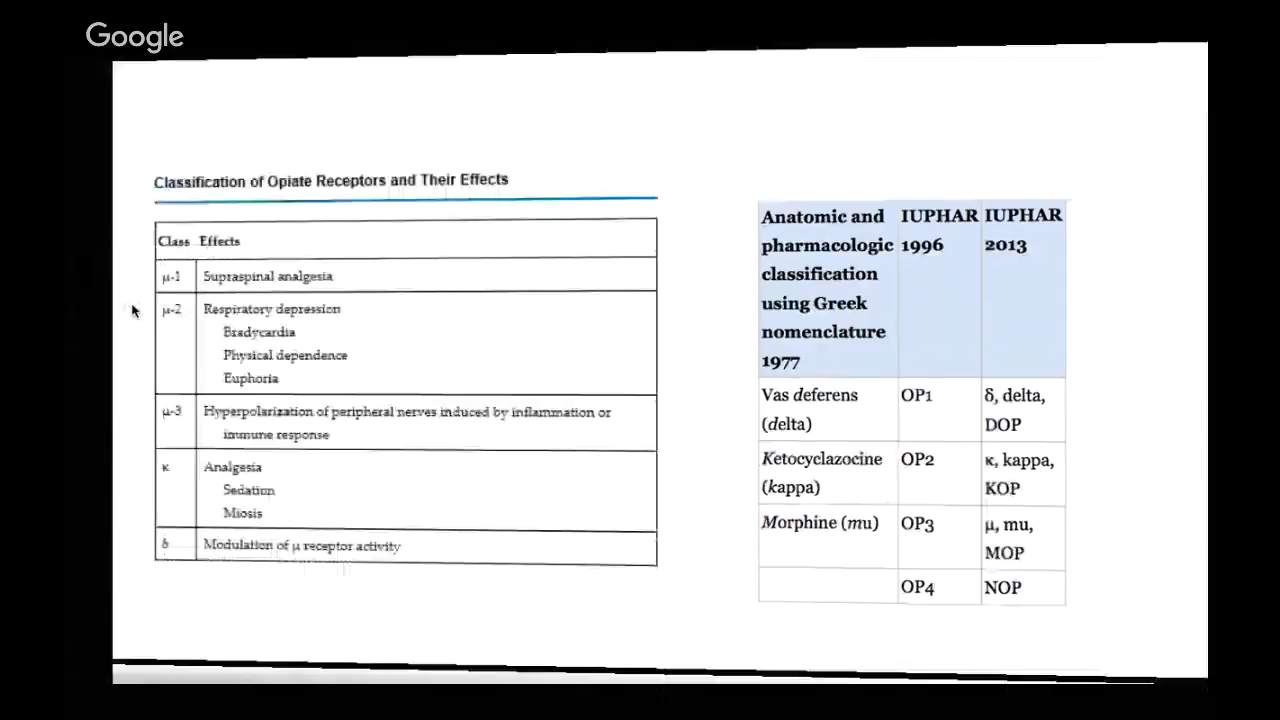 Google
Classification of Opiate Receptors and Their Effects
Class Effects
μ-1 Supraspinal analgesia
μ-2 Respiratory depression
Bradycardia
Physical dependence
Euphoria
μ-3 Hyperpolarization of peripheral nerves induced by inflammation or
immune response
κ Analgesia
Sedation
Miosis
δ Modulation of μ receptor activity
Anatomic and IUPHAR IUPHAR
pharmacologic 1996 2013
classification
using Greek
nomenclature
1977
Vas deferens OP1 δ, delta,
(delta) DOP
Ketocyclazocine OP2 κ, kappa,
(kappa) KOP
Morphine (mu) OP3 μ, mu,
MOP
OP4 NOP